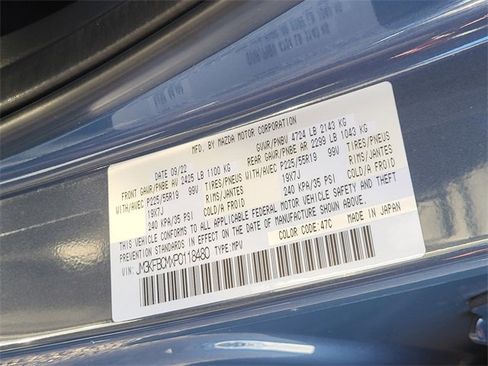 MFD. BY MAZDA MOTOR CORPORATION
DATE 09/22 GVWR/PNBV 4724 LB 2143 KG
FRONT GAWR/PNBE AV 2425 LB 1100 KG REAR GAWR/PNBE AR 2299 LB 1043 KG
WITH/AVEC P225/55R19 99V TIRES/PNEUS WITH/AVEC P225/55R19 99V TIRES/PNEUS
19X7J RIMS/JANTES 19X7J RIMS/JANTES
240 KPA/35 PSI COLD/A FROID 240 KPA/35 PSI COLD/A FROID
THIS VEHICLE CONFORMS TO ALL APPLICABLE FEDERAL MOTOR VEHICLE SAFETY AND THEFT
PREVENTION STANDARDS IN EFFECT ON THE DATE OF MANUFACTURE SHOWN ABOVE.
VIN: TYPE: MPV COLOR CODE: 47C MADE IN JAPAN